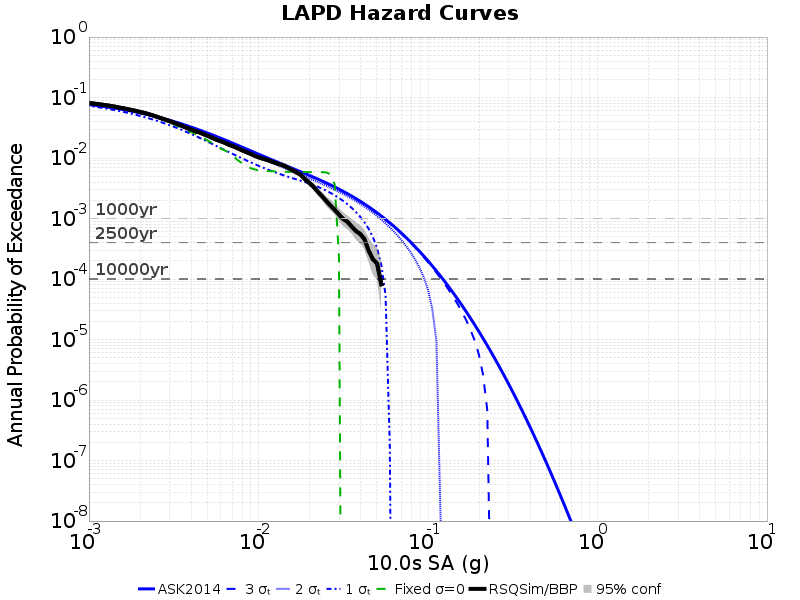 LAPD Hazard Curves
Annual Probability of Exceedance
10^0
10^-1
10^-2
10^-3
10^-4
10^-5
10^-6
10^-7
10^-8
1000yr
2500yr
10000yr
10^-3 10^-2 10^-1 10^0 10^1
10.0s SA (g)
ASK2014 3 σₜ 2 σₜ 1 σₜ Fixed σ=0 RSQSim/BBP 95% conf